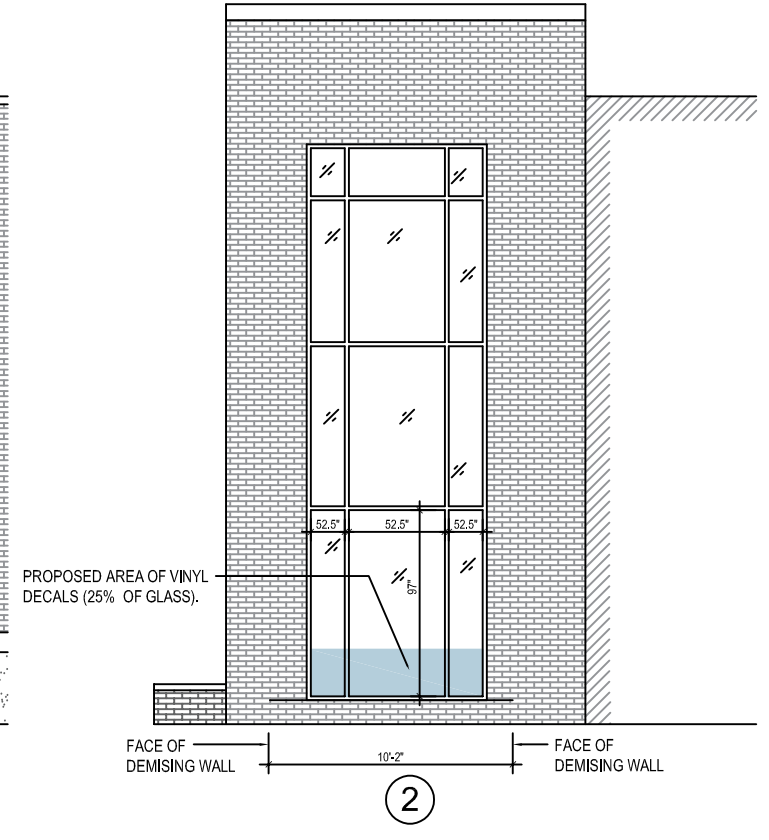 52.5" 52.5" 52.5"
97"
PROPOSED AREA OF VINYL
DECALS (25% OF GLASS).
FACE OF
DEMISING WALL
10'-2"
FACE OF
DEMISING WALL
2